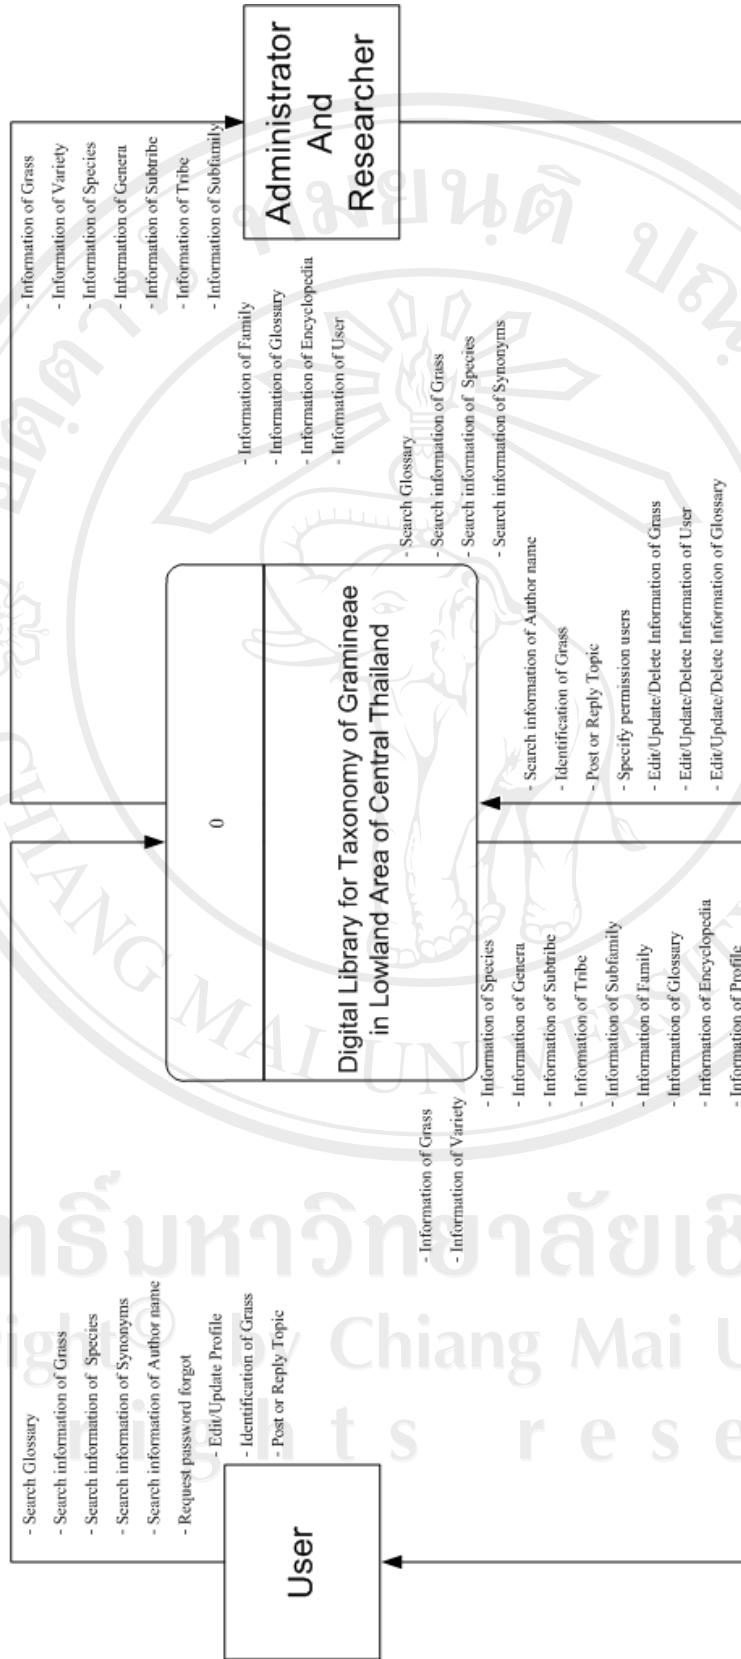 - Search Glossary
- Search information of Grass
- Search information of Species
- Search information of Synonyms
- Search information of Author name
- Request password forgot
- Edit/Update Profile
- Identification of Grass
- Post or Reply Topic
User
0
Digital Library for Taxonomy of Gramineae
in Lowland Area of Central Thailand
- Information of Grass
- Information of Variety
- Information of Species
- Information of Genera
- Information of Subtribe
- Information of Tribe
- Information of Subfamily
- Information of Family
- Information of Glossary
- Information of Encyclopedia
- Information of Profile
- Information of Grass
- Information of Variety
- Information of Species
- Information of Genera
- Information of Subtribe
- Information of Tribe
- Information of Subfamily
- Information of Family
- Information of Glossary
- Information of Encyclopedia
- Information of User
Administrator
And
Researcher
- Search Glossary
- Search information of Grass
- Search information of Species
- Search information of Synonyms
- Search information of Author name
- Identification of Grass
- Post or Reply Topic
- Specify permission users
- Edit/Update/Delete Information of Grass
- Edit/Update/Delete Information of User
- Edit/Update/Delete Information of Glossary
CHIANG MAI UNIVERSITY
by Chiang Mai
rights